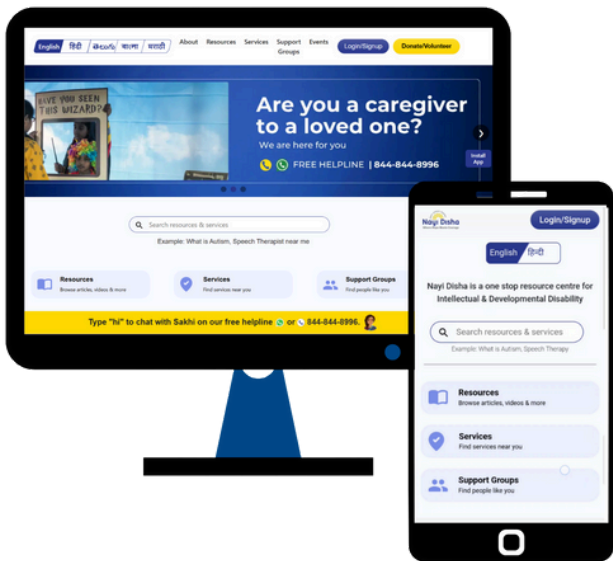 English हिंदी తెలుగు বাংলা मराठी
About Resources Services Support Groups Events
Login/Signup
Donate/Volunteer
HAVE YOU SEEN
THIS WIZARD?
Are you a caregiver
to a loved one?
We are here for you
FREE HELPLINE | 844-844-8996
Install
App
Search resources & services
Example: What is Autism, Speech Therapist near me
Resources
Browse articles, videos & more
Services
Find services near you
Support Groups
Find people like you
Type "hi" to chat with Sakhi on our free helpline or 844-844-8996.
Nayi Disha
Login/Signup
English हिन्दी
Nayi Disha is a one stop resource centre for
Intellectual & Developmental Disability
Search resources & services
Example: What is Autism, Speech Therapy
Resources
Browse articles, videos & more
Services
Find services near you
Support Groups
Find people like you